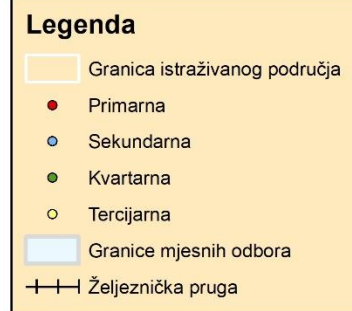 Legenda
Granica istraživanog područja
Primarna
Sekundarna
Kvartarna
Tercijarna
Granice mjesnih odbora
Željeznička pruga